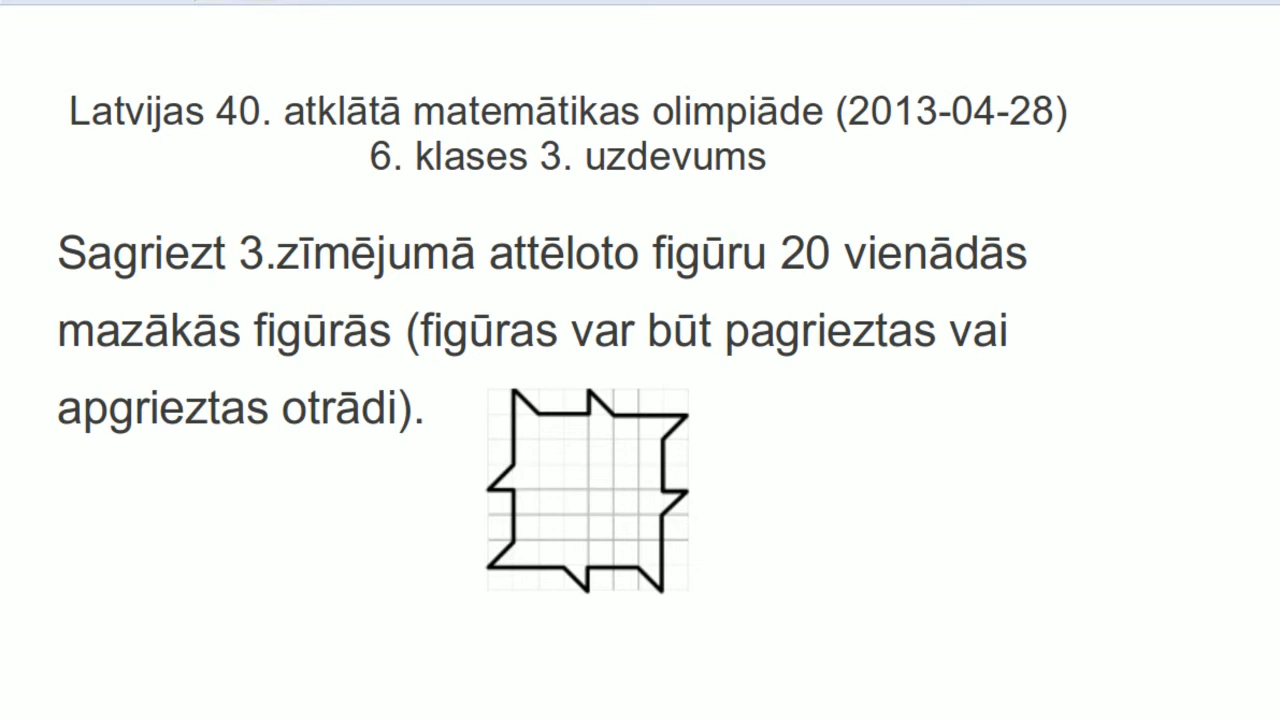 Latvijas 40. atklātā matemātikas olimpiāde (2013-04-28)
6. klases 3. uzdevums
Sagriezt 3.zīmējumā attēloto figūru 20 vienādās
mazākās figūrās (figūras var būt pagrieztas vai
apgrieztas otrādi).